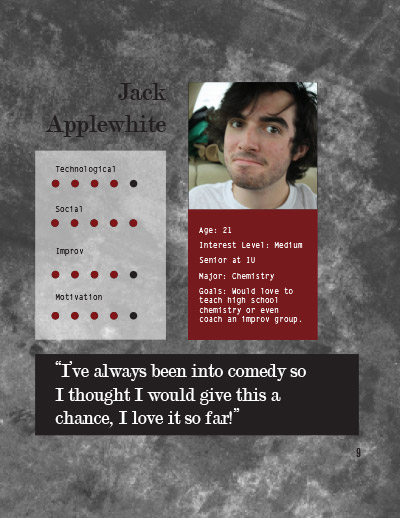 Jack
Applewhite
Technological
Social
Improv
Motivation
Age: 21
Interest Level: Medium
Senior at IU
Major: Chemistry
Goals: Would love to
teach high school
chemistry or even
coach an improv group.
“I’ve always been into comedy so
I thought I would give this a
chance, I love it so far!”
9